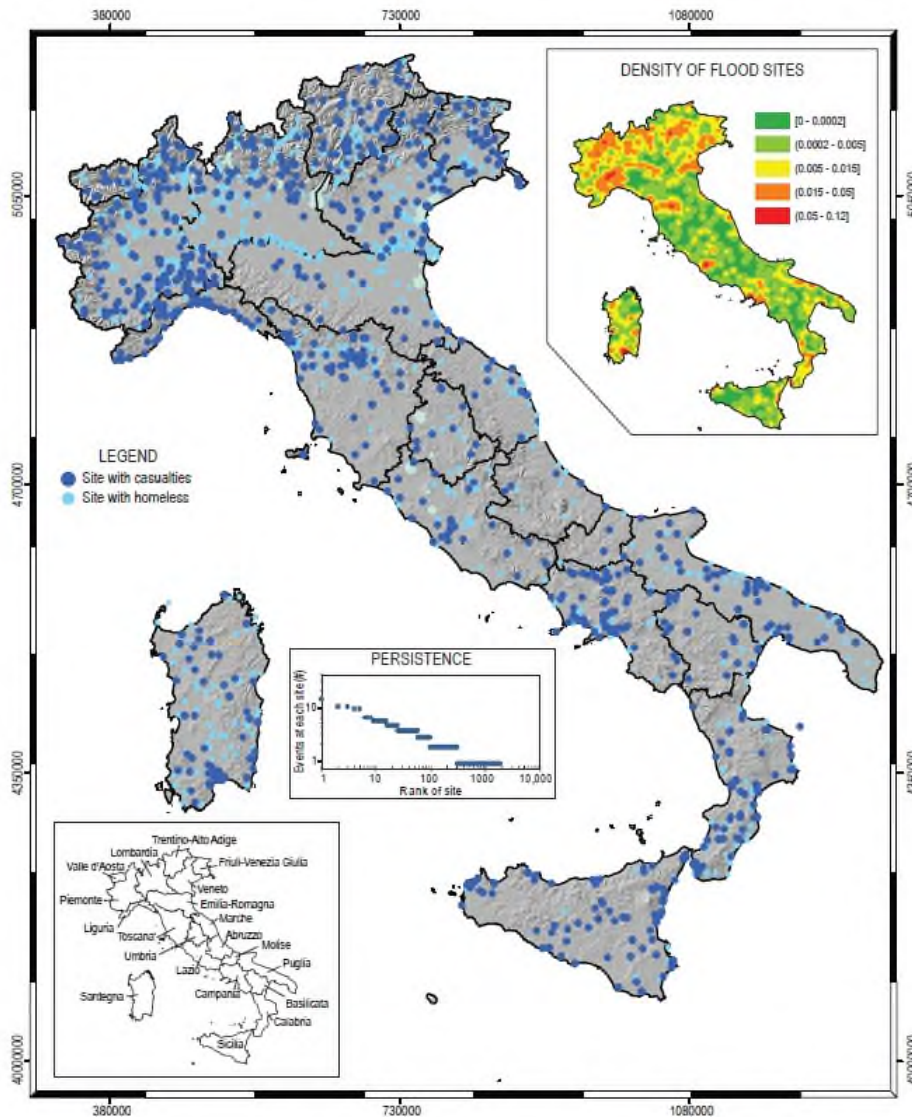 380000
730000
1080000
5050000
5050000
DENSITY OF FLOOD SITES
[0 - 0.0002]
(0.0002 - 0.005]
(0.005 - 0.015]
(0.015 - 0.05]
(0.05 - 0.12]
LEGEND
Site with casualties
Site with homeless
4700000
4700000
PERSISTENCE
Events at each site (#)
10
1
1
10
100
1000
10,000
Rank of site
4350000
4350000
Trentino-Alto Adige
Lombardia
Friuli-Venezia Giulia
Valle d'Aosta
Veneto
Piemonte
Emilia-Romagna
Marche
Liguria
Abruzzo
Toscana
Molise
Umbria
Puglia
Lazio
Campania
Sardegna
Basilicata
Calabria
Sicilia
4000000
4000000
380000
730000
1080000